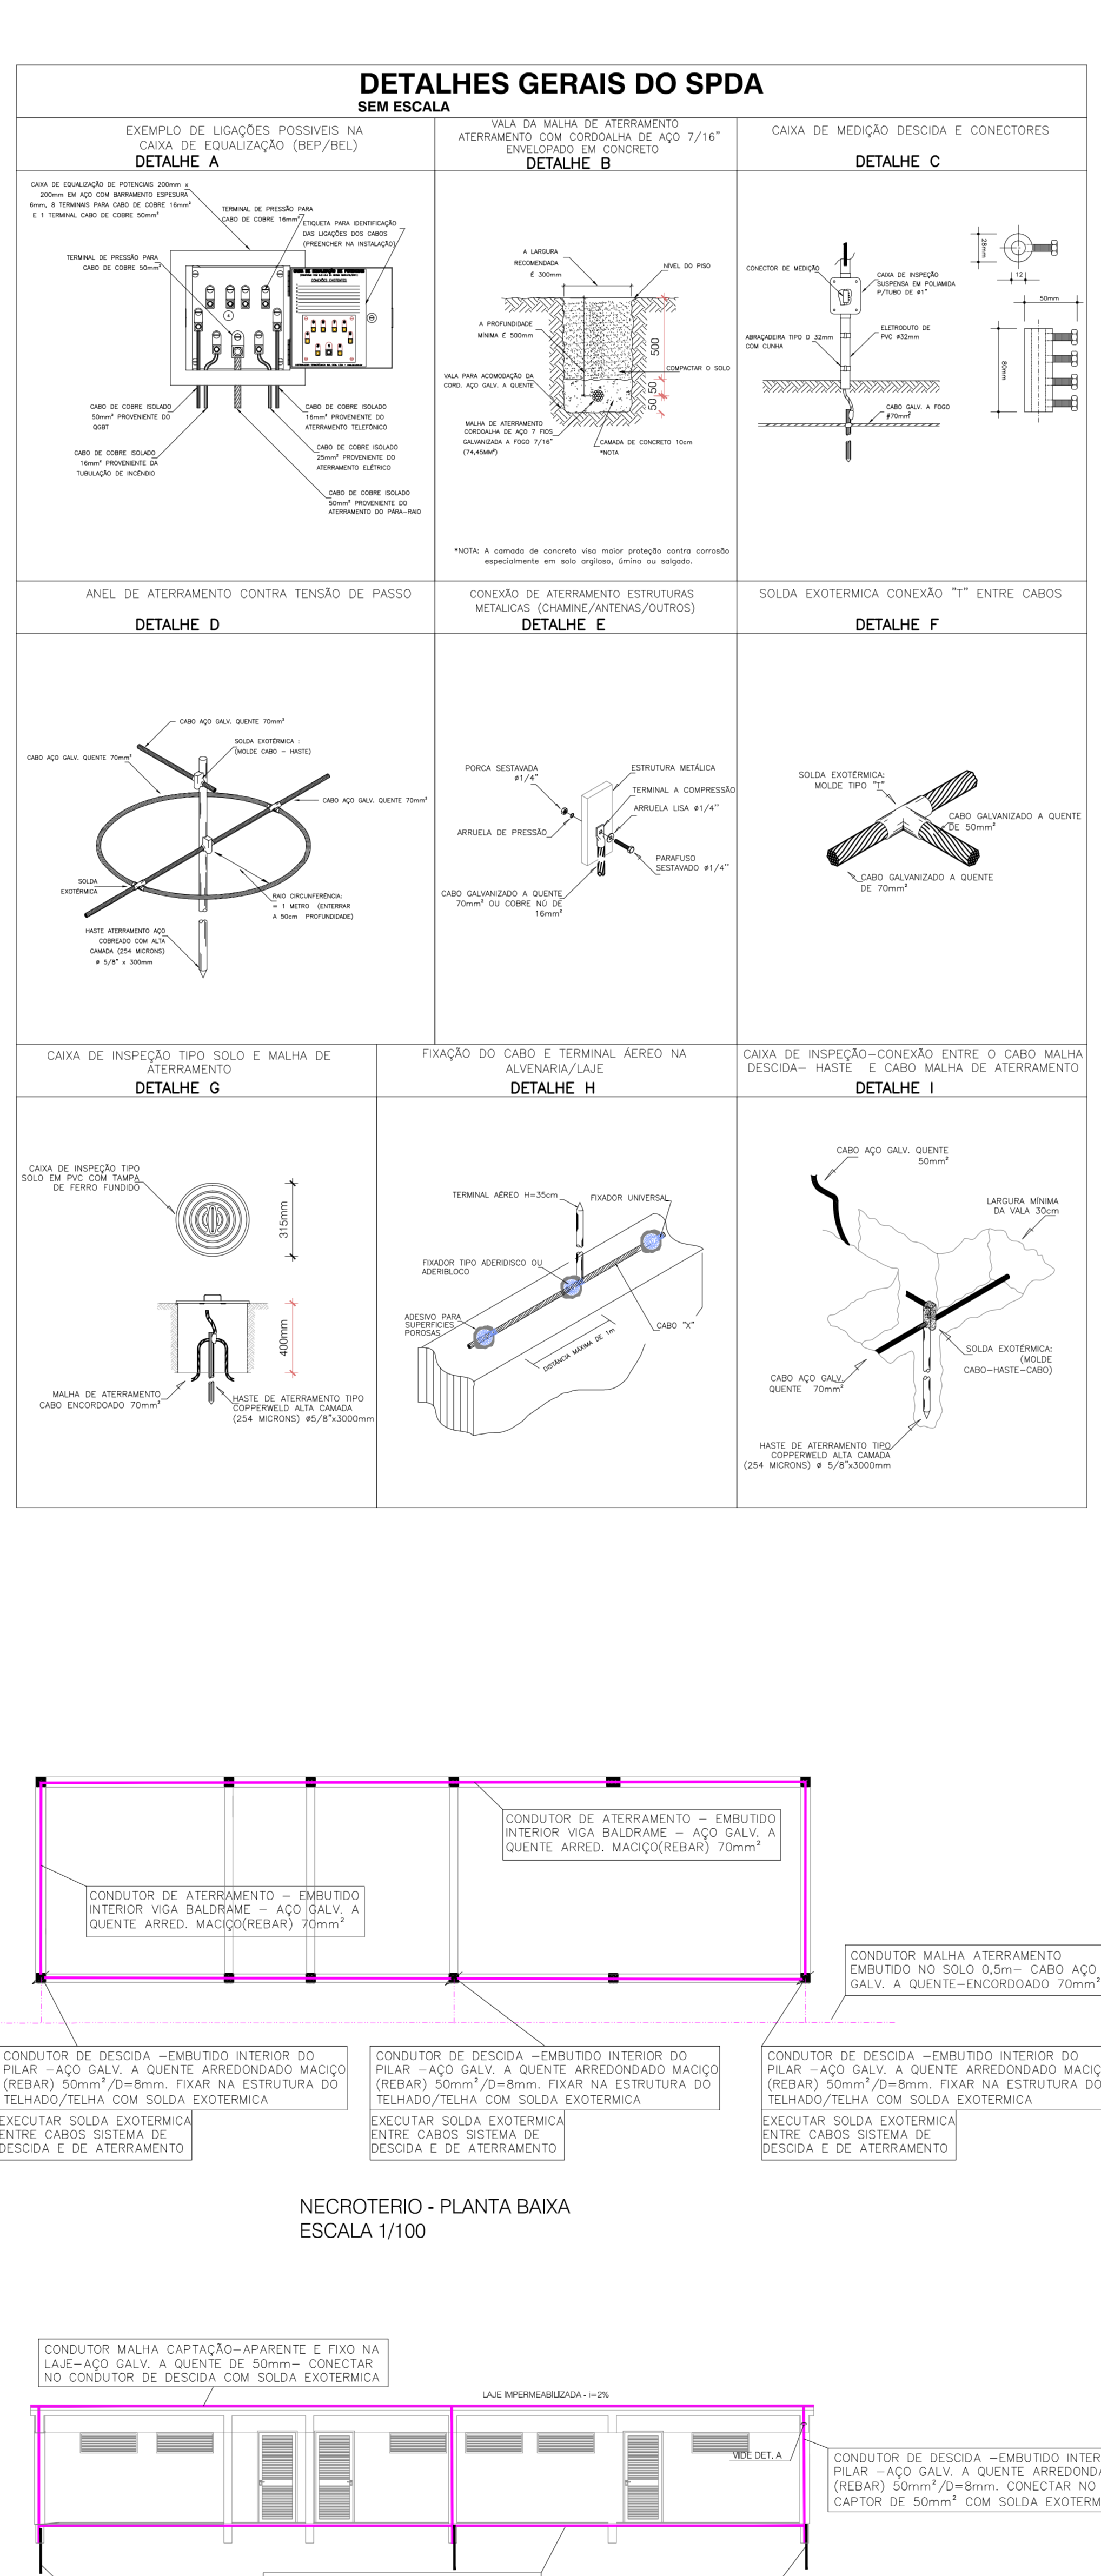 DETALHES GERAIS DO SPDA
SEM ESCALA
EXEMPLO DE LIGAÇÕES POSSIVEIS NA
CAIXA DE EQUALIZAÇÃO (BEP/BEL)
DETALHE A
CAIXA DE EQUALIZAÇÃO DE POTENCIAIS 200mm x
200mm EM AÇO COM BARRAMENTO ESPESURA
6mm, 8 TERMINAIS PARA CABO DE COBRE 16mm²
E 1 TERMINAL CABO DE COBRE 50mm²
TERMINAL DE PRESSÃO PARA
CABO DE COBRE 16mm²
ETIQUETA PARA IDENTIFICAÇÃO
DAS LIGAÇÕES DOS CABOS
(PREENCHER NA INSTALAÇÃO)
TERMINAL DE PRESSÃO PARA
CABO DE COBRE 50mm²
CABO DE COBRE ISOLADO
50mm² PROVENIENTE DO
QGBT
CABO DE COBRE ISOLADO
16mm² PROVENIENTE DO
ATERRAMENTO TELEFÔNICO
CABO DE COBRE ISOLADO
16mm² PROVENIENTE DA
TUBULAÇÃO DE INCÊNDIO
CABO DE COBRE ISOLADO
25mm² PROVENIENTE DO
ATERRAMENTO ELÉTRICO
CABO DE COBRE ISOLADO
50mm² PROVENIENTE DO
ATERRAMENTO DO PÁRA-RAIO
VALA DA MALHA DE ATERRAMENTO
ATERRAMENTO COM CORDOALHA DE AÇO 7/16"
ENVELOPADO EM CONCRETO
DETALHE B
A LARGURA
RECOMENDADA
É 300mm
NÍVEL DO PISO
A PROFUNDIDADE
MÍNIMA É 500mm
500
COMPACTAR O SOLO
VALA PARA ACOMODAÇÃO DA
CORD. AÇO GALV. A QUENTE
50
50
MALHA DE ATERRAMENTO
CORDOALHA DE AÇO 7 FIOS
GALVANIZADA A FOGO 7/16"
(74,45MM²)
CAMADA DE CONCRETO 10cm
*NOTA
*NOTA: A camada de concreto visa maior proteção contra corrosão
especialmente em solo argiloso, úmino ou salgado.
CAIXA DE MEDIÇÃO DESCIDA E CONECTORES
DETALHE C
CONECTOR DE MEDIÇÃO
CAIXA DE INSPEÇÃO
SUSPENSA EM POLIAMIDA
P/TUBO DE ø1"
28mm
12
50mm
80mm
ABRAÇADEIRA TIPO D 32mm
COM CUNHA
ELETRODUTO DE
PVC ø32mm
CABO GALV. A FOGO
#70mm²
ANEL DE ATERRAMENTO CONTRA TENSÃO DE PASSO
DETALHE D
CABO AÇO GALV. QUENTE 70mm²
SOLDA EXOTÉRMICA :
(MOLDE CABO - HASTE)
CABO AÇO GALV. QUENTE 70mm²
CABO AÇO GALV. QUENTE 70mm²
SOLDA
EXOTÉRMICA
RAIO CIRCUNFERÊNCIA:
= 1 METRO (ENTERRAR
A 50cm PROFUNDIDADE)
HASTE ATERRAMENTO AÇO
COBREADO COM ALTA
CAMADA (254 MICRONS)
ø 5/8" x 300mm
CONEXÃO DE ATERRAMENTO ESTRUTURAS
METALICAS (CHAMINE/ANTENAS/OUTROS)
DETALHE E
PORCA SESTAVADA
ø1/4"
ESTRUTURA METÁLICA
TERMINAL A COMPRESSÃO
ARRUELA LISA ø1/4''
ARRUELA DE PRESSÃO
PARAFUSO
SESTAVADO ø1/4''
CABO GALVANIZADO A QUENTE
70mm² OU COBRE NÚ DE
16mm²
SOLDA EXOTERMICA CONEXÃO "T" ENTRE CABOS
DETALHE F
SOLDA EXOTÉRMICA:
MOLDE TIPO "T"
CABO GALVANIZADO A QUENTE
DE 50mm²
CABO GALVANIZADO A QUENTE
DE 70mm²
CAIXA DE INSPEÇÃO TIPO SOLO E MALHA DE
ATERRAMENTO
DETALHE G
CAIXA DE INSPEÇÃO TIPO
SOLO EM PVC COM TAMPA
DE FERRO FUNDIDO
315mm
400mm
MALHA DE ATERRAMENTO
CABO ENCORDOADO 70mm²
HASTE DE ATERRAMENTO TIPO
COPPERWELD ALTA CAMADA
(254 MICRONS) ø5/8"x3000mm
FIXAÇÃO DO CABO E TERMINAL ÁEREO NA
ALVENARIA/LAJE
DETALHE H
TERMINAL AÉREO H=35cm
FIXADOR UNIVERSAL
FIXADOR TIPO ADERIDISCO OU
ADERIBLOCO
ADESIVO PARA
SUPERFICIES
POROSAS
CABO "X"
DISTÂNCIA MÁXIMA DE 1m
CAIXA DE INSPEÇÃO-CONEXÃO ENTRE O CABO MALHA
DESCIDA- HASTE E CABO MALHA DE ATERRAMENTO
DETALHE I
CABO AÇO GALV. QUENTE
50mm²
LARGURA MÍNIMA
DA VALA 30cm
SOLDA EXOTÉRMICA:
(MOLDE
CABO-HASTE-CABO)
CABO AÇO GALV.
QUENTE 70mm²
HASTE DE ATERRAMENTO TIPO
COPPERWELD ALTA CAMADA
(254 MICRONS) ø 5/8"x3000mm
CONDUTOR DE ATERRAMENTO - EMBUTIDO
INTERIOR VIGA BALDRAME - AÇO GALV. A
QUENTE ARRED. MACIÇO(REBAR) 70mm²
CONDUTOR DE ATERRAMENTO - EMBUTIDO
INTERIOR VIGA BALDRAME - AÇO GALV. A
QUENTE ARRED. MACIÇO(REBAR) 70mm²
CONDUTOR MALHA ATERRAMENTO
EMBUTIDO NO SOLO 0,5m- CABO AÇO
GALV. A QUENTE-ENCORDOADO 70mm²
CONDUTOR DE DESCIDA -EMBUTIDO INTERIOR DO
PILAR -AÇO GALV. A QUENTE ARREDONDADO MACIÇO
(REBAR) 50mm²/D=8mm. FIXAR NA ESTRUTURA DO
TELHADO/TELHA COM SOLDA EXOTERMICA
EXECUTAR SOLDA EXOTERMICA
ENTRE CABOS SISTEMA DE
DESCIDA E DE ATERRAMENTO
CONDUTOR DE DESCIDA -EMBUTIDO INTERIOR DO
PILAR -AÇO GALV. A QUENTE ARREDONDADO MACIÇO
(REBAR) 50mm²/D=8mm. FIXAR NA ESTRUTURA DO
TELHADO/TELHA COM SOLDA EXOTERMICA
EXECUTAR SOLDA EXOTERMICA
ENTRE CABOS SISTEMA DE
DESCIDA E DE ATERRAMENTO
CONDUTOR DE DESCIDA -EMBUTIDO INTERIOR DO
PILAR -AÇO GALV. A QUENTE ARREDONDADO MACIÇ
(REBAR) 50mm²/D=8mm. FIXAR NA ESTRUTURA DO
TELHADO/TELHA COM SOLDA EXOTERMICA
EXECUTAR SOLDA EXOTERMICA
ENTRE CABOS SISTEMA DE
DESCIDA E DE ATERRAMENTO
NECROTERIO - PLANTA BAIXA
ESCALA 1/100
CONDUTOR MALHA CAPTAÇÃO-APARENTE E FIXO NA
LAJE-AÇO GALV. A QUENTE DE 50mm- CONECTAR
NO CONDUTOR DE DESCIDA COM SOLDA EXOTERMICA
LAJE IMPERMEABILIZADA - i=2%
VIDE DET. A
CONDUTOR DE DESCIDA -EMBUTIDO INTER
PILAR -AÇO GALV. A QUENTE ARREDOND
(REBAR) 50mm²/D=8mm. CONECTAR NO
CAPTOR DE 50mm² COM SOLDA EXOTERM